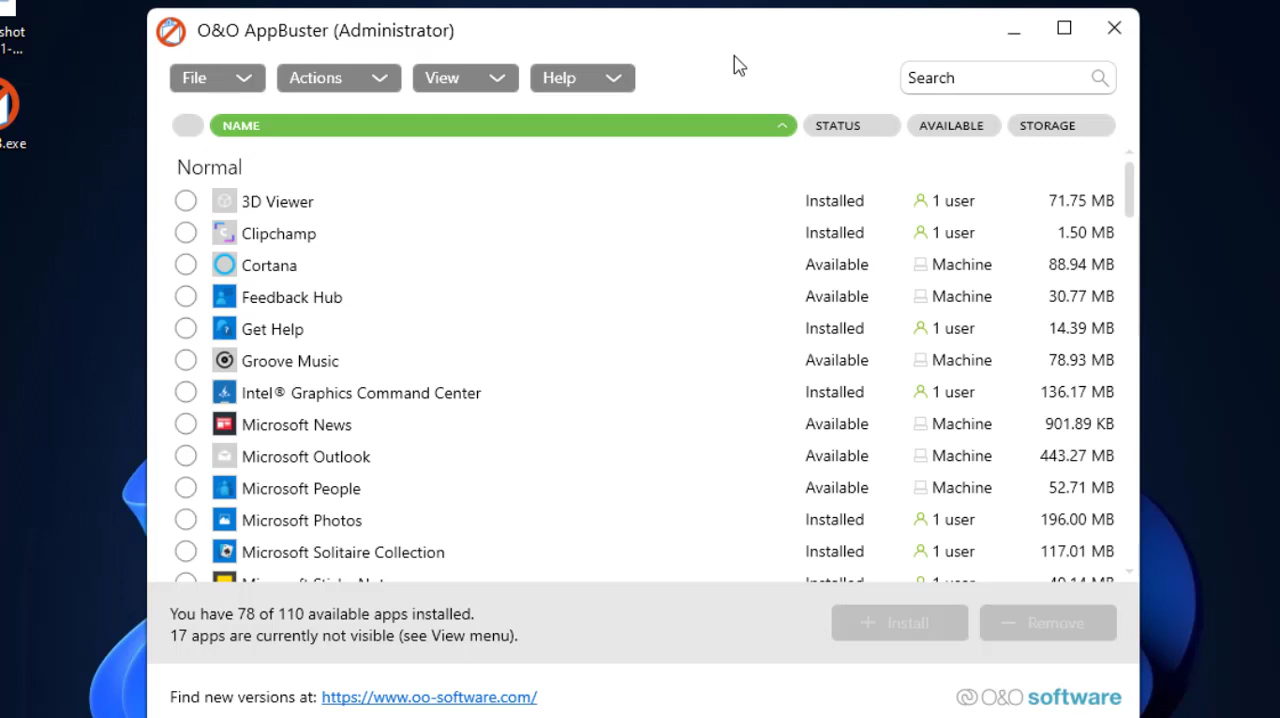 shot
1-...
3.exe
O&O AppBuster (Administrator)
File Actions View Help Search
NAME STATUS AVAILABLE STORAGE
Normal
3D Viewer Installed 1 user 71.75 MB
Clipchamp Installed 1 user 1.50 MB
Cortana Available Machine 88.94 MB
Feedback Hub Available Machine 30.77 MB
Get Help Installed 1 user 14.39 MB
Groove Music Available Machine 78.93 MB
Intel® Graphics Command Center Installed 1 user 136.17 MB
Microsoft News Available Machine 901.89 KB
Microsoft Outlook Available Machine 443.27 MB
Microsoft People Available Machine 52.71 MB
Microsoft Photos Installed 1 user 196.00 MB
Microsoft Solitaire Collection Installed 1 user 117.01 MB
You have 78 of 110 available apps installed.
17 apps are currently not visible (see View menu).
+ Install − Remove
Find new versions at: https://www.oo-software.com/
O&O software